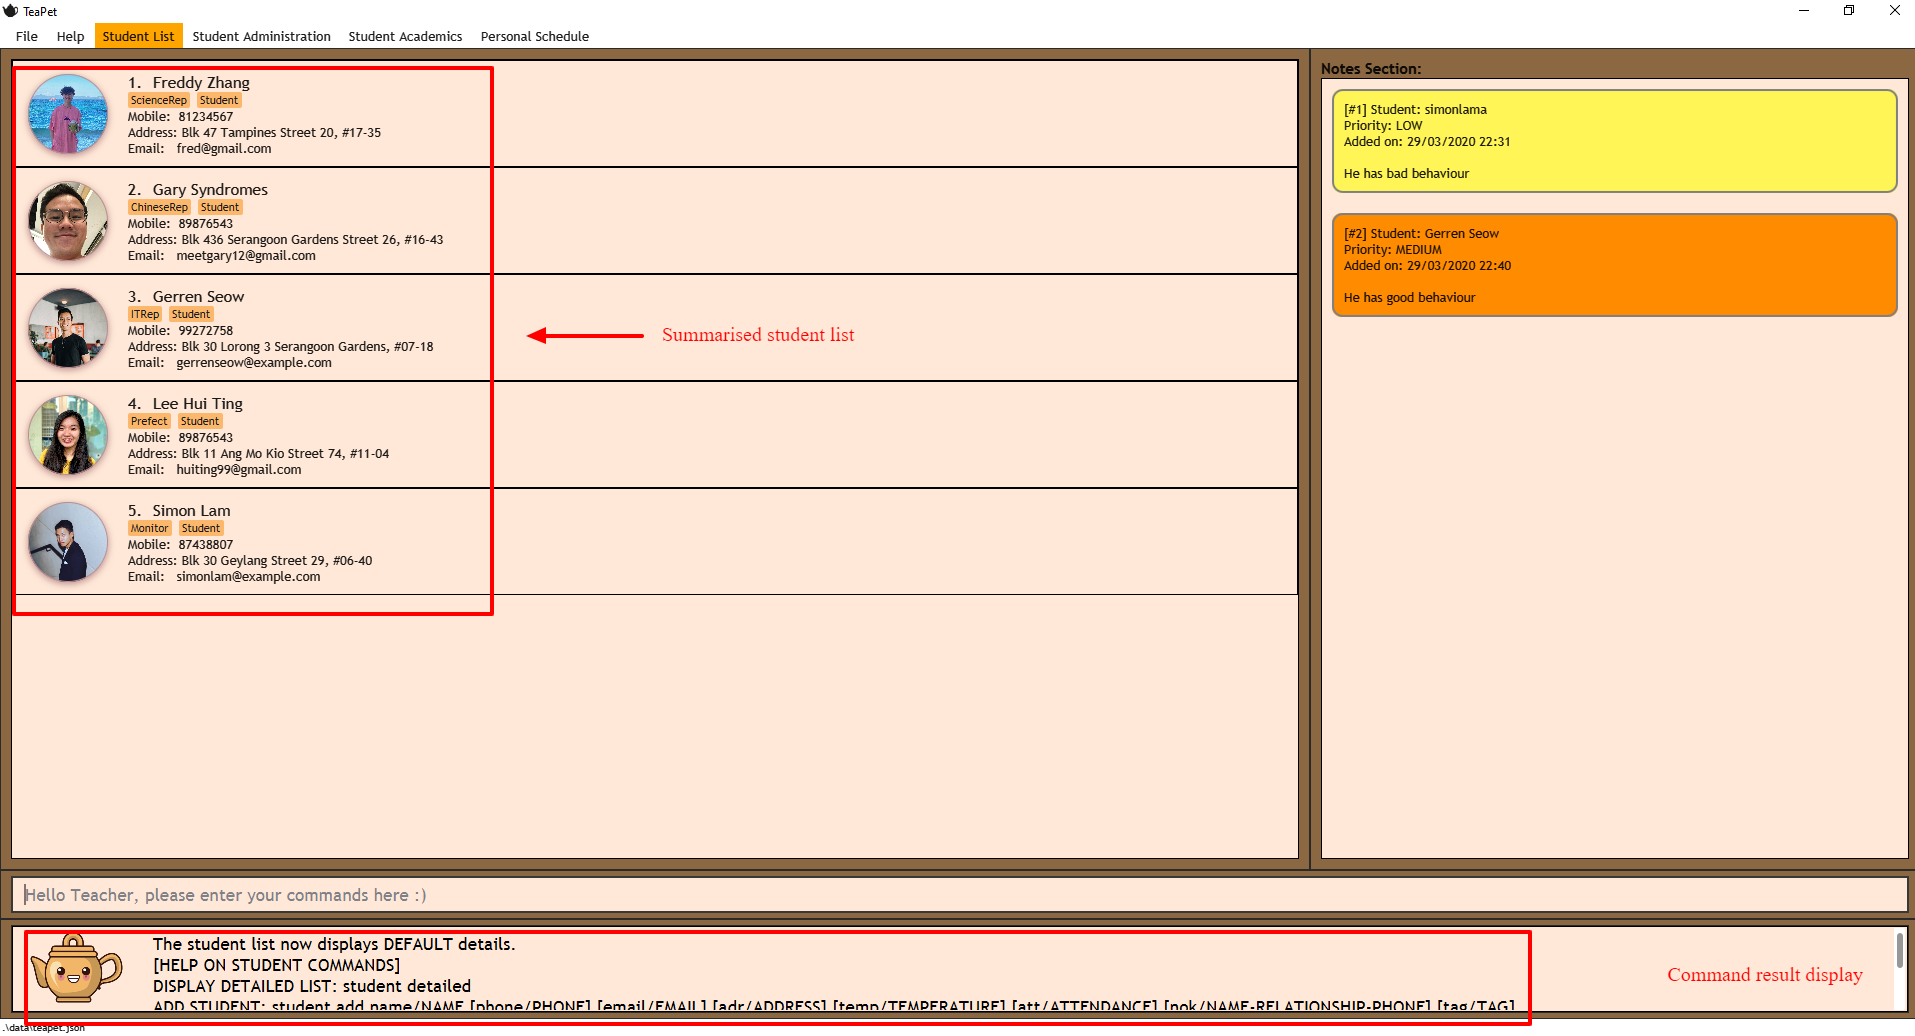 TeaPet
File Help Student List Student Administration Student Academics Personal Schedule
1. Freddy Zhang
ScienceRep Student
Mobile: 81234567
Address: Blk 47 Tampines Street 20, #17-35
Email: fred@gmail.com
2. Gary Syndromes
ChineseRep Student
Mobile: 89876543
Address: Blk 436 Serangoon Gardens Street 26, #16-43
Email: meetgary12@gmail.com
3. Gerren Seow
ITRep Student
Mobile: 99272758
Address: Blk 30 Lorong 3 Serangoon Gardens, #07-18
Email: gerrenseow@example.com
Summarised student list
4. Lee Hui Ting
Prefect Student
Mobile: 89876543
Address: Blk 11 Ang Mo Kio Street 74, #11-04
Email: huiting99@gmail.com
5. Simon Lam
Monitor Student
Mobile: 87438807
Address: Blk 30 Geylang Street 29, #06-40
Email: simonlam@example.com
Notes Section:
[#1] Student: simonlama
Priority: LOW
Added on: 29/03/2020 22:31
He has bad behaviour
[#2] Student: Gerren Seow
Priority: MEDIUM
Added on: 29/03/2020 22:40
He has good behaviour
Hello Teacher, please enter your commands here :)
The student list now displays DEFAULT details.
[HELP ON STUDENT COMMANDS]
DISPLAY DETAILED LIST: student detailed
ADD STUDENT: student add name/NAME [phone/PHONE] [email/EMAIL] [adr/ADDRESS] [temp/TEMPERATURE] [att/ATTENDANCE] [nok/NAME-RELATIONSHIP-PHONE] [tag/TAG]
Command result display
.\data\teapet.json